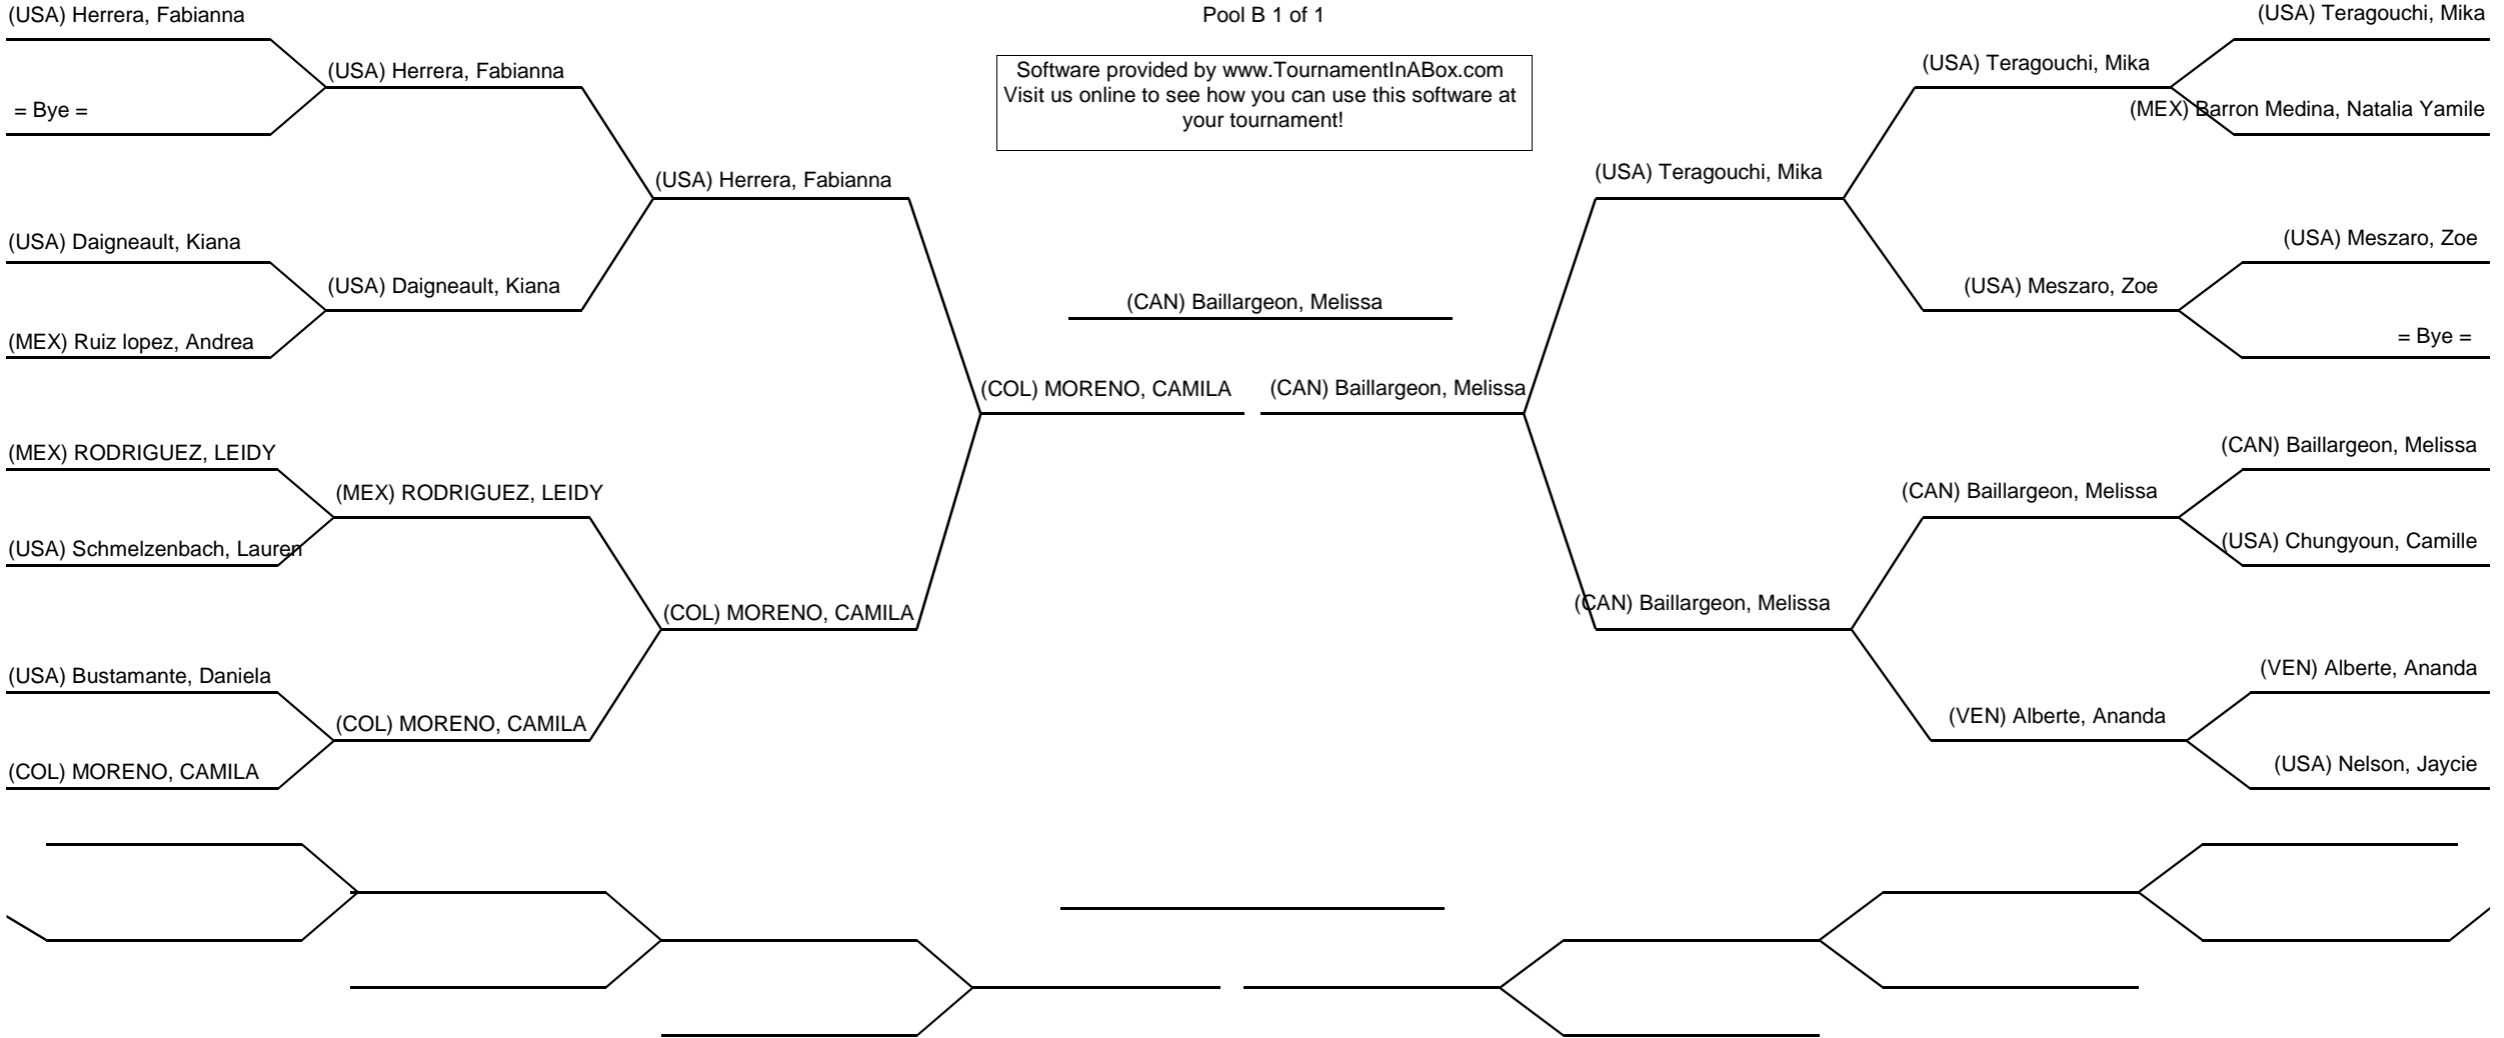 (USA) Herrera, Fabianna
= Bye =
(USA) Daigneault, Kiana
(MEX) Ruiz lopez, Andrea
(MEX) RODRIGUEZ, LEIDY
(USA) Schmelzenbach, Lauren
(USA) Bustamante, Daniela
(COL) MORENO, CAMILA
(USA) Herrera, Fabianna
(USA) Daigneault, Kiana
(MEX) RODRIGUEZ, LEIDY
(COL) MORENO, CAMILA
(USA) Herrera, Fabianna
(COL) MORENO, CAMILA
Pool B 1 of 1
Software provided by www.TournamentInABox.com
Visit us online to see how you can use this software at
your tournament!
(CAN) Baillargeon, Melissa
(COL) MORENO, CAMILA
(CAN) Baillargeon, Melissa
(USA) Teragouchi, Mika
(CAN) Baillargeon, Melissa
(USA) Teragouchi, Mika
(USA) Meszaro, Zoe
(CAN) Baillargeon, Melissa
(VEN) Alberte, Ananda
(USA) Teragouchi, Mika
(MEX) Barron Medina, Natalia Yamile
(USA) Meszaro, Zoe
= Bye =
(CAN) Baillargeon, Melissa
(USA) Chungyoun, Camille
(VEN) Alberte, Ananda
(USA) Nelson, Jaycie